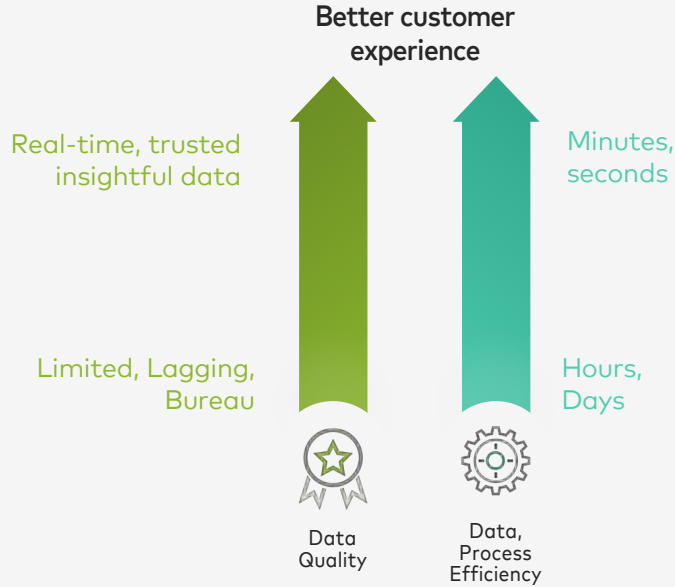 Better customer
experience
Real-time, trusted
insightful data
Minutes,
seconds
Limited, Lagging,
Bureau
Hours,
Days
Data
Quality
Data,
Process
Efficiency